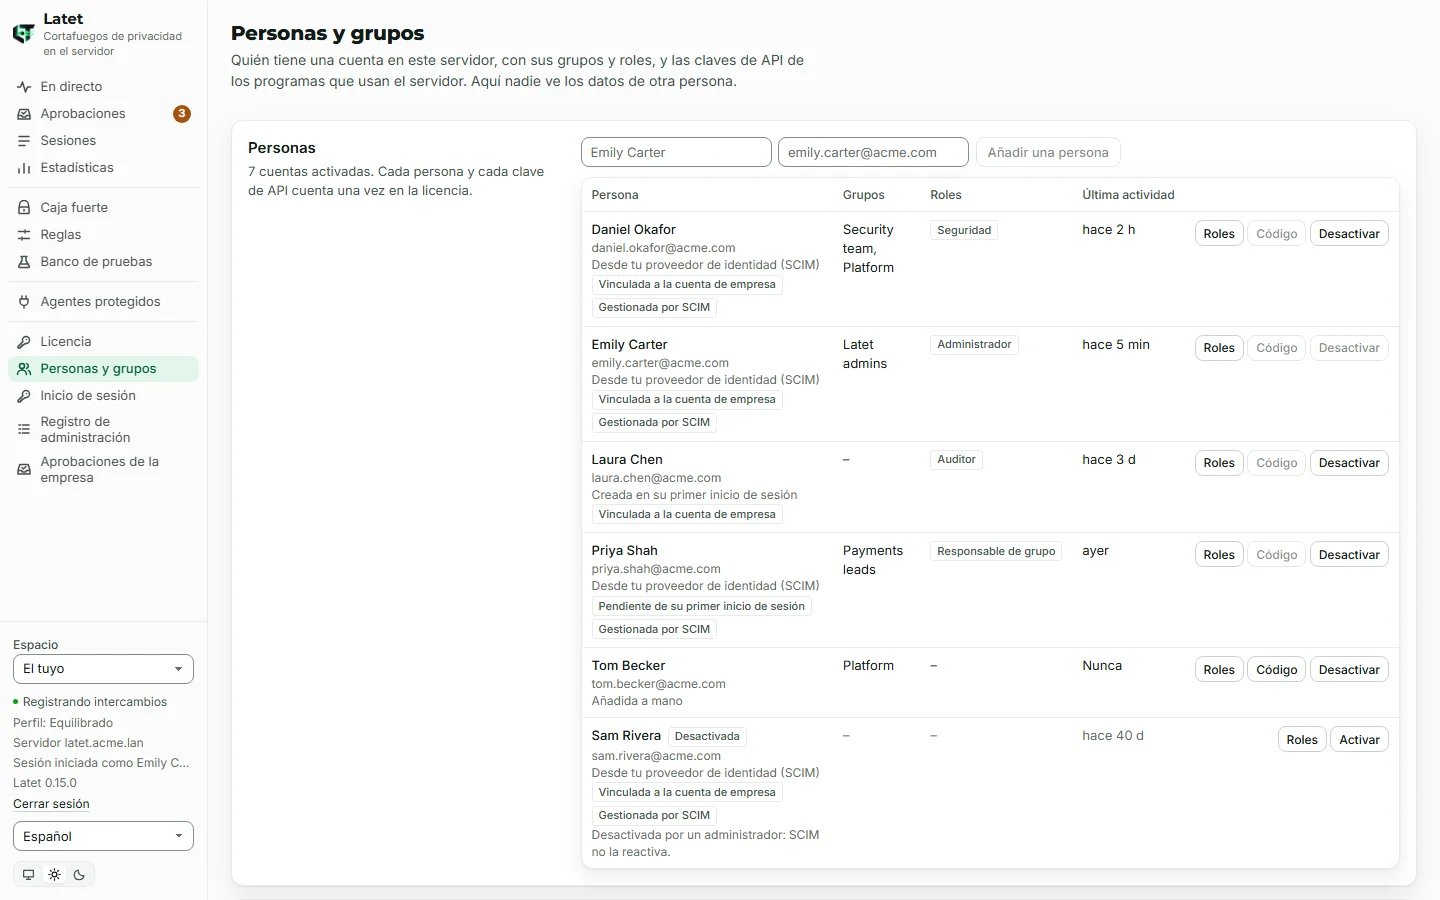 Latet
Cortafuegos de privacidad
en el servidor
En directo
Aprobaciones 3
Sesiones
Estadísticas
Caja fuerte
Reglas
Banco de pruebas
Agentes protegidos
Licencia
Personas y grupos
Inicio de sesión
Registro de
administración
Aprobaciones de la
empresa
Espacio
El tuyo
Registrando intercambios
Perfil: Equilibrado
Servidor latet.acme.lan
Sesión iniciada como Emily C...
Latet 0.15.0
Cerrar sesión
Español
Personas y grupos
Quién tiene una cuenta en este servidor, con sus grupos y roles, y las claves de API de
los programas que usan el servidor. Aquí nadie ve los datos de otra persona.
Personas
7 cuentas activadas. Cada persona y cada clave
de API cuenta una vez en la licencia.
Emily Carter emily.carter@acme.com Añadir una persona
Persona Grupos Roles Última actividad
Daniel Okafor
daniel.okafor@acme.com
Desde tu proveedor de identidad (SCIM)
Vinculada a la cuenta de empresa
Gestionada por SCIM
Security
team,
Platform
Seguridad
hace 2 h
Roles Código Desactivar
Emily Carter
emily.carter@acme.com
Desde tu proveedor de identidad (SCIM)
Vinculada a la cuenta de empresa
Gestionada por SCIM
Latet
admins
Administrador
hace 5 min
Roles Código Desactivar
Laura Chen
laura.chen@acme.com
Creada en su primer inicio de sesión
Vinculada a la cuenta de empresa
–
Auditor
hace 3 d
Roles Código Desactivar
Priya Shah
priya.shah@acme.com
Desde tu proveedor de identidad (SCIM)
Pendiente de su primer inicio de sesión
Gestionada por SCIM
Payments
leads
Responsable de grupo
ayer
Roles Código Desactivar
Tom Becker
tom.becker@acme.com
Añadida a mano
Platform
–
Nunca
Roles Código Desactivar
Sam Rivera Desactivada
sam.rivera@acme.com
Desde tu proveedor de identidad (SCIM)
Vinculada a la cuenta de empresa
Gestionada por SCIM
Desactivada por un administrador: SCIM
no la reactiva.
–
–
hace 40 d
Roles Activar